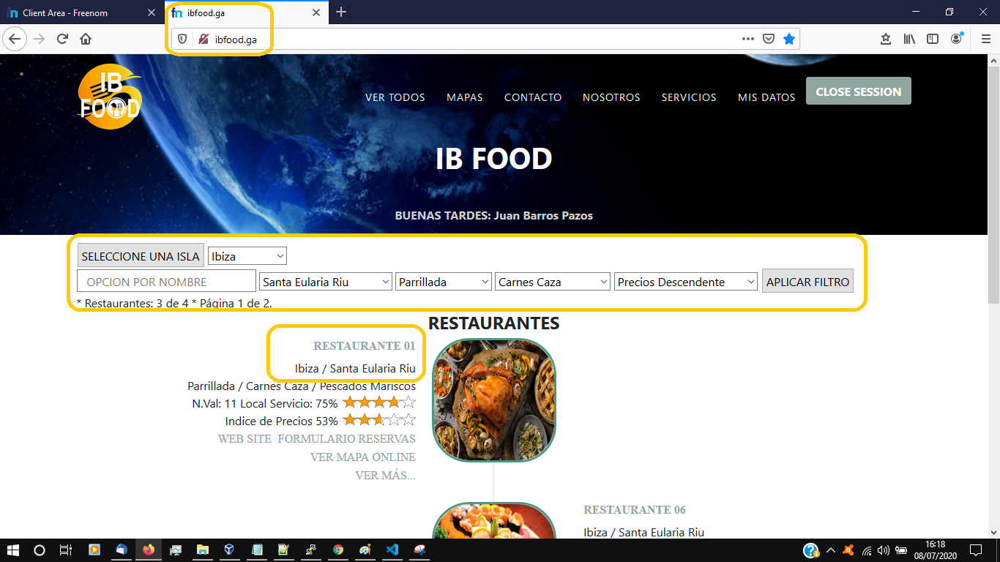 Client Area - Freenom
ibfood.ga
ibfood.ga
IB
FOOD
VER TODOS MAPAS CONTACTO NOSOTROS SERVICIOS MIS DATOS CLOSE SESSION
IB FOOD
BUENAS TARDES: Juan Barros Pazos
SELECCIONE UNA ISLA Ibiza
OPCION POR NOMBRE Santa Eularia Riu Parrillada Carnes Caza Precios Descendente APLICAR FILTRO
* Restaurantes: 3 de 4 * Página 1 de 2.
RESTAURANTES
RESTAURANTE 01
Ibiza / Santa Eularia Riu
Parrillada / Carnes Caza / Pescados Mariscos
N.Val: 11 Local Servicio: 75%
Indice de Precios 53%
WEB SITE FORMULARIO RESERVAS
VER MAPA ONLINE
VER MÁS...
RESTAURANTE 06
Ibiza / Santa Eularia Riu
16:18
08/07/2020